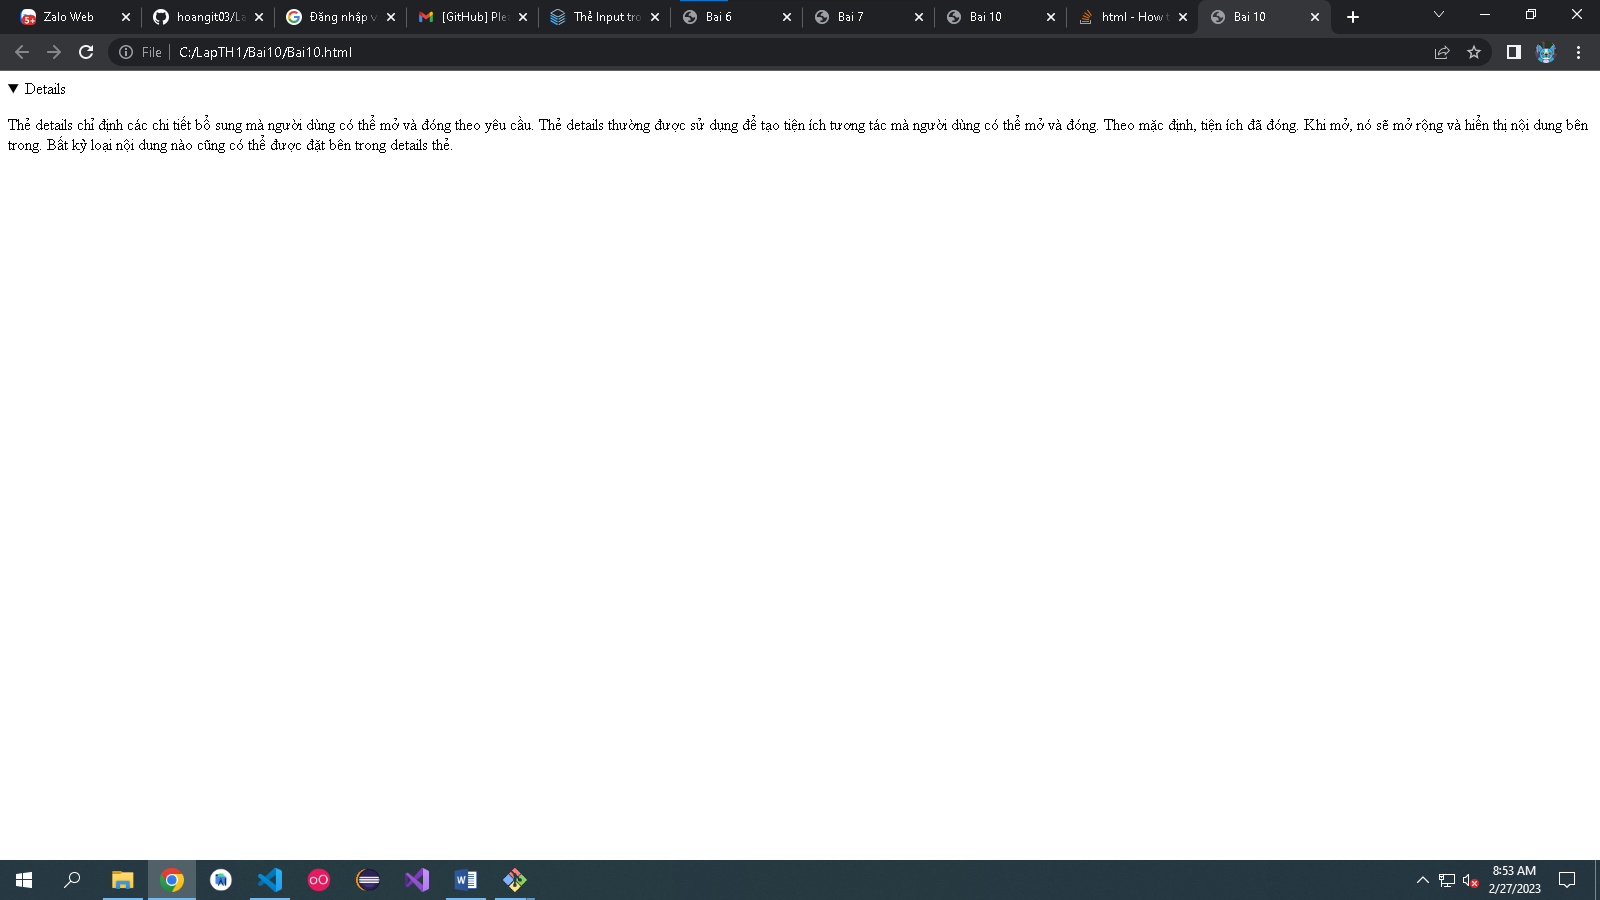 Zalo Web
hoangit03/La
Đăng nhập v
[GitHub] Plea
Thẻ Input tro
Bai 6
Bai 7
Bai 10
html - How t
Bai 10
File
C:/LapTH1/Bai10/Bai10.html
Details
Thẻ details chỉ định các chi tiết bổ sung mà người dùng có thể mở và đóng theo yêu cầu. Thẻ details thường được sử dụng để tạo tiện ích tương tác mà người dùng có thể mở và đóng. Theo mặc định, tiện ích đã đóng. Khi mở, nó sẽ mở rộng và hiển thị nội dung bên
trong. Bất kỳ loại nội dung nào cũng có thể được đặt bên trong details thẻ.
8:53 AM
2/27/2023